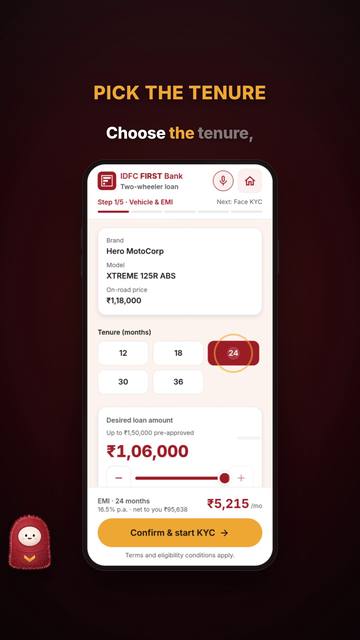 PICK THE TENURE
Choose the tenure,
IDFC FIRST Bank
Two-wheeler loan
Step 1/5 · Vehicle & EMI
Next: Face KYC
Brand
Hero MotoCorp
Model
XTREME 125R ABS
On-road price
₹1,18,000
Tenure (months)
12 18 24
30 36
Desired loan amount
Up to ₹1,50,000 pre-approved
₹1,06,000
− +
EMI · 24 months
16.5% p.a. · net to you ₹95,638
₹5,215 /mo
Confirm & start KYC →
Terms and eligibility conditions apply.